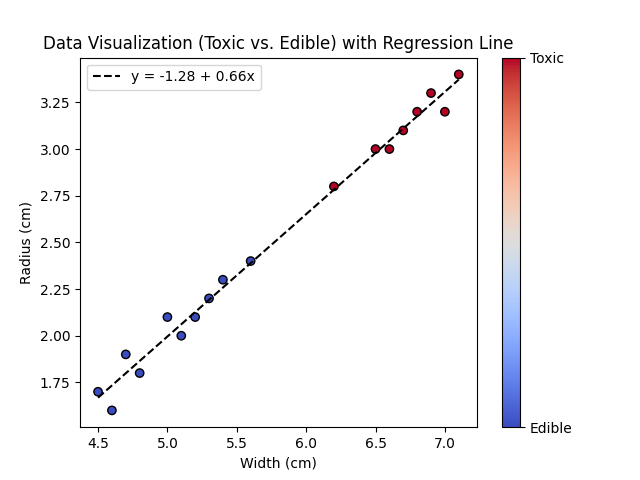 Data Visualization (Toxic vs. Edible) with Regression Line
y = -1.28 + 0.66x
Toxic
3.25
3.00
2.75
2.50
2.25
2.00
1.75
Radius (cm)
Edible
4.5 5.0 5.5 6.0 6.5 7.0
Width (cm)